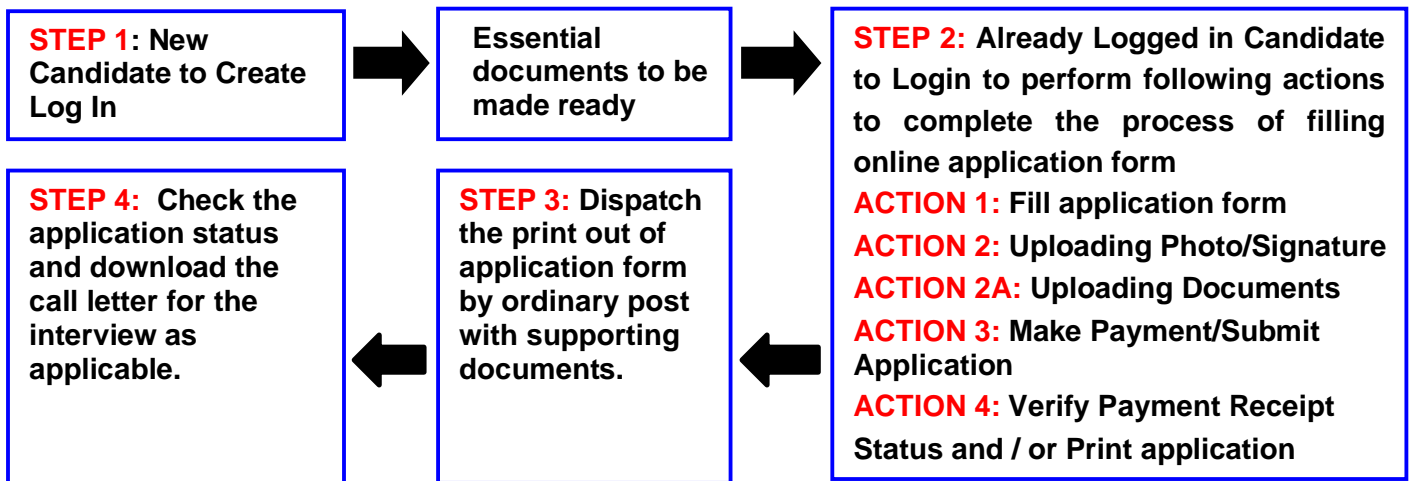 STEP 1: New
Candidate to Create
Log In
Essential
documents to be
made ready
STEP 2: Already Logged in Candidate
to Login to perform following actions
to complete the process of filling
online application form
ACTION 1: Fill application form
ACTION 2: Uploading Photo/Signature
ACTION 2A: Uploading Documents
ACTION 3: Make Payment/Submit
Application
ACTION 4: Verify Payment Receipt
Status and / or Print application
STEP 3: Dispatch
the print out of
application form
by ordinary post
with supporting
documents.
STEP 4: Check the
application status
and download the
call letter for the
interview as
applicable.